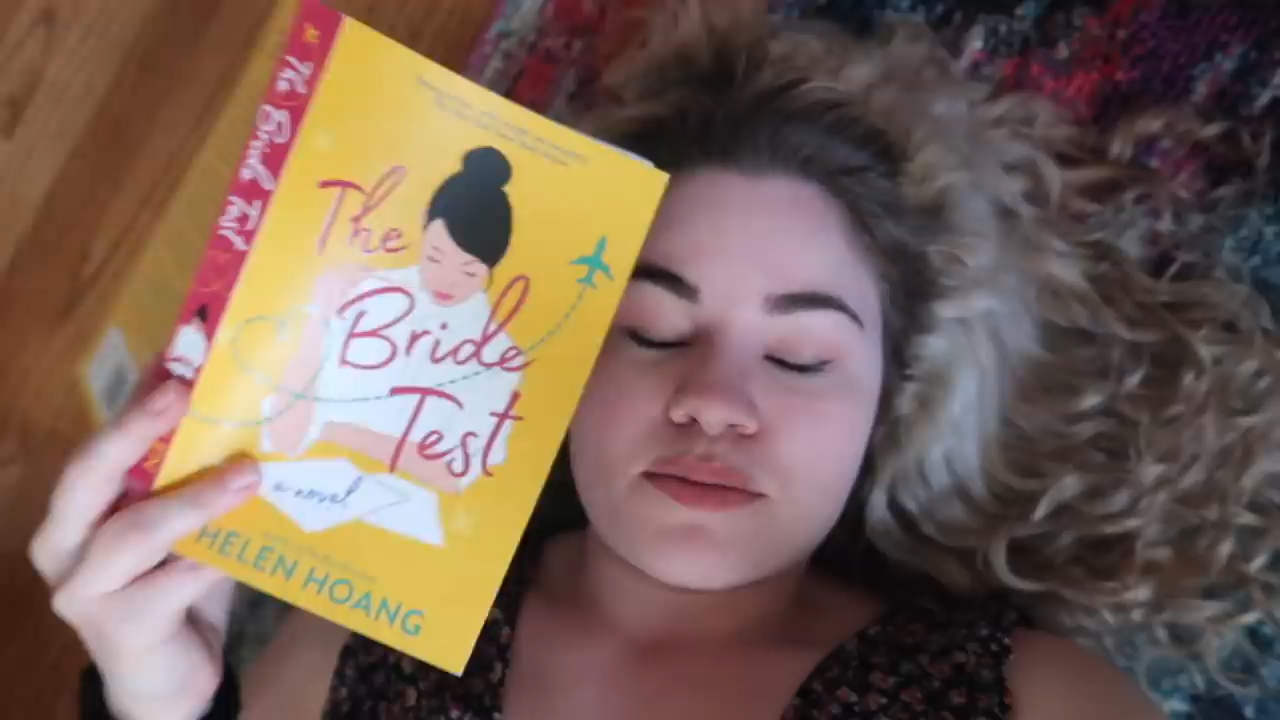 The
Bride
Test
a novel
HELEN HOANG
The Bride Test